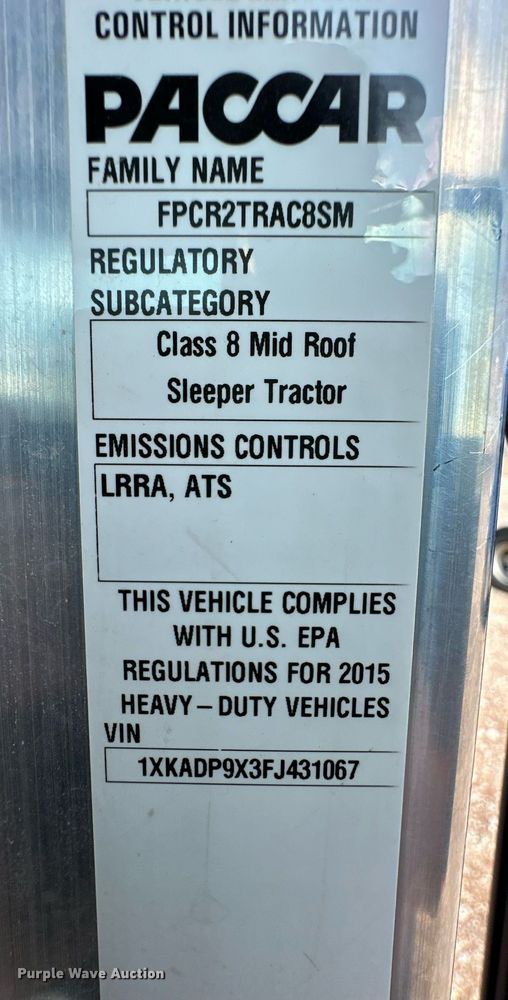 CONTROL INFORMATION
PACCAR
FAMILY NAME
FPCR2TRAC8SM
REGULATORY
SUBCATEGORY
Class 8 Mid Roof
Sleeper Tractor
EMISSIONS CONTROLS
LRRA, ATS
THIS VEHICLE COMPLIES
WITH U.S. EPA
REGULATIONS FOR 2015
HEAVY-DUTY VEHICLES
VIN
1XKADP9X3FJ431067
Purple Wave Auction